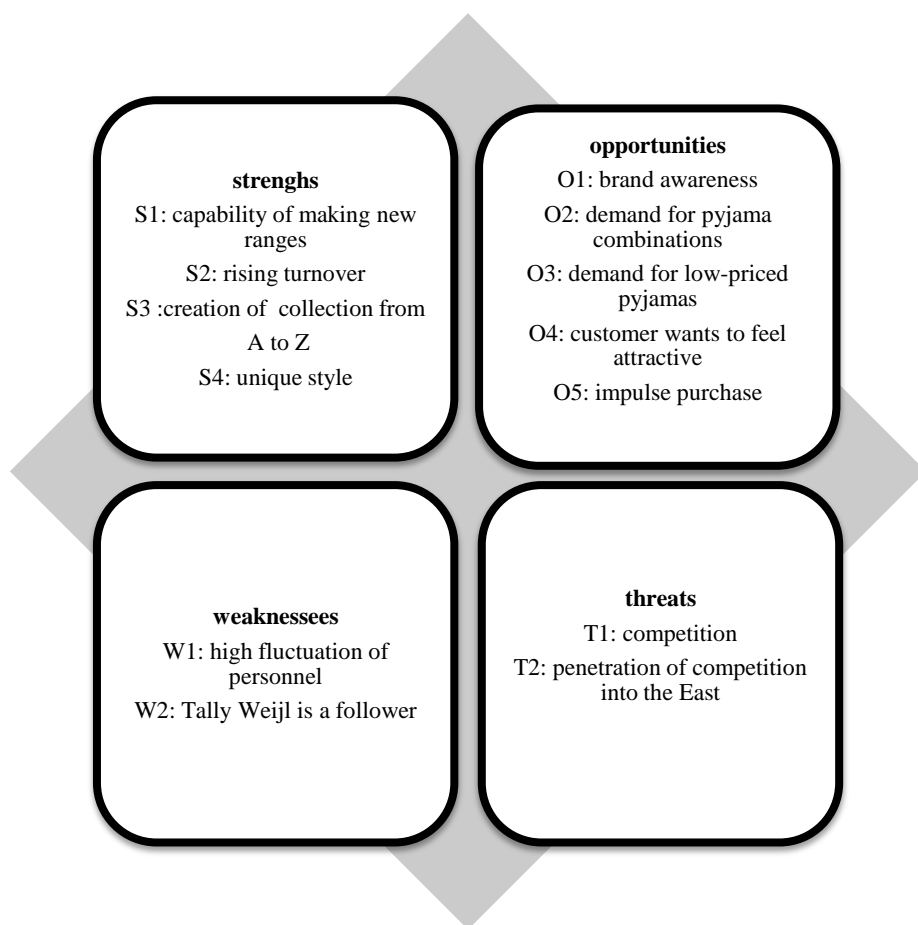 strenghs
S1: capability of making new
ranges
S2: rising turnover
S3 :creation of  collection from
A to Z
S4: unique style
opportunities
O1: brand awareness
O2: demand for pyjama
combinations
O3: demand for low-priced
pyjamas
O4: customer wants to feel
attractive
O5: impulse purchase
weaknessees
W1: high fluctuation of
personnel
W2: Tally Weijl is a follower
threats
T1: competition
T2: penetration of competition
into the East